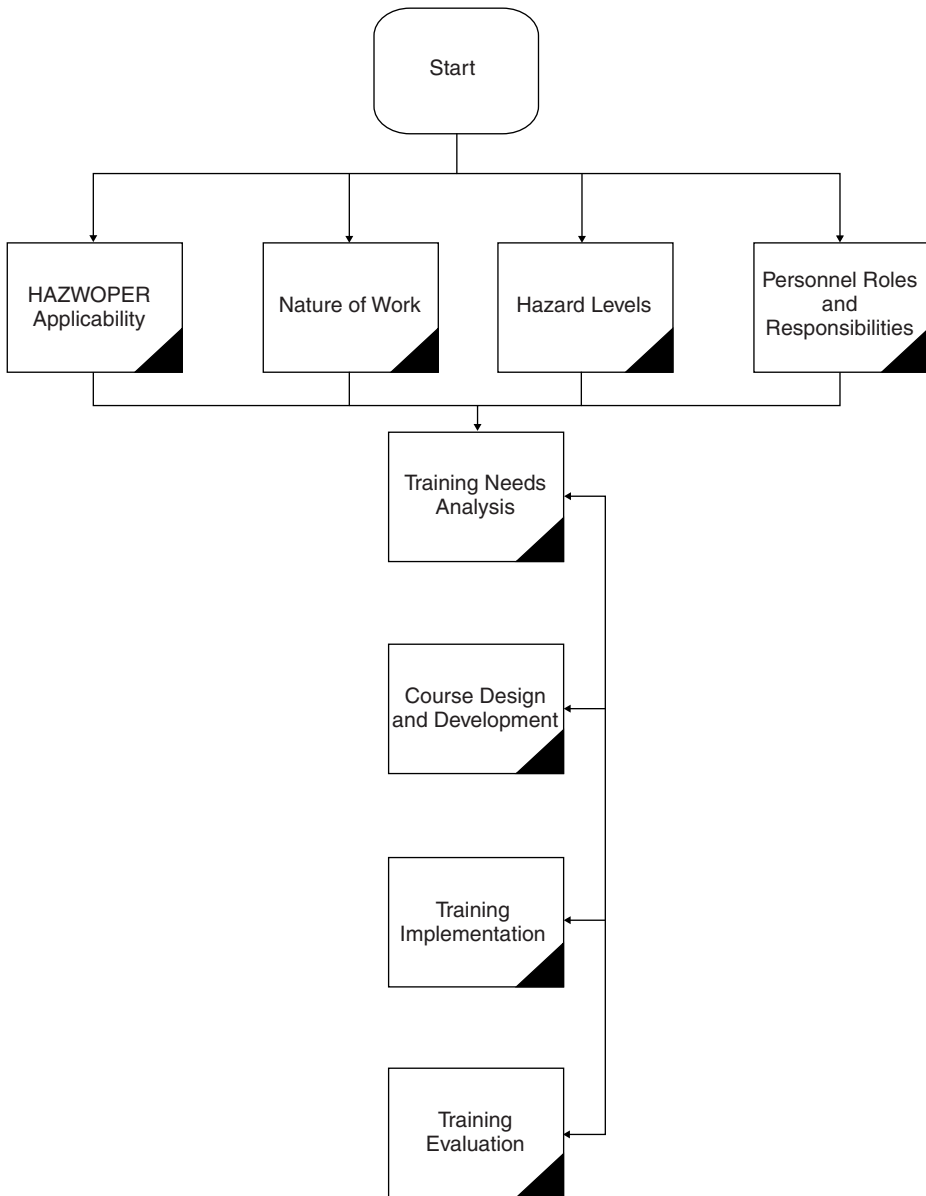 Start
HAZWOPER
Applicability
Nature of Work
Hazard Levels
Personnel Roles
and
Responsibilities
Training Needs
Analysis
Course Design
and Development
Training
Implementation
Training
Evaluation